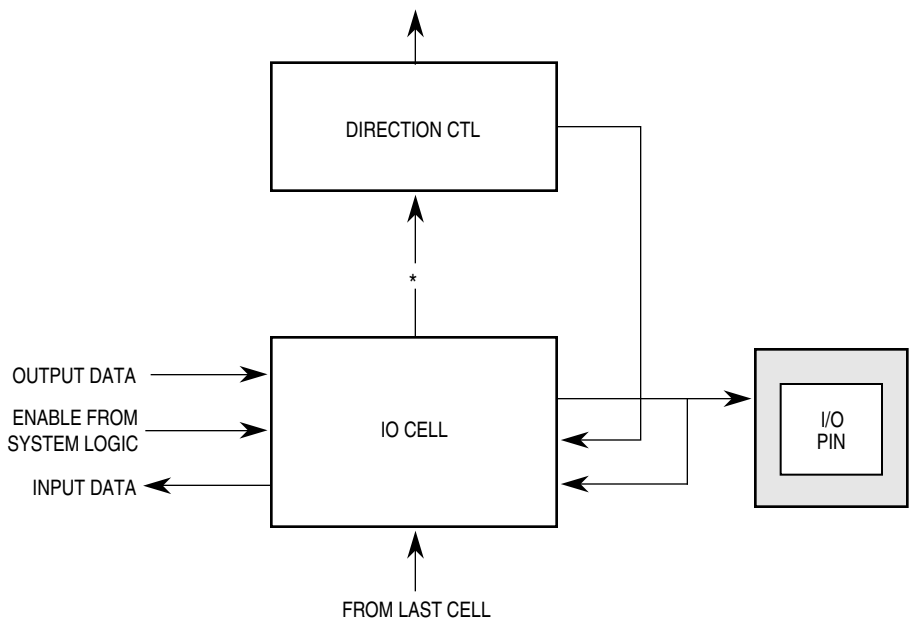 DIRECTION CTL
*
OUTPUT DATA
ENABLE FROM
SYSTEM LOGIC
INPUT DATA
IO CELL
I/O
PIN
FROM LAST CELL